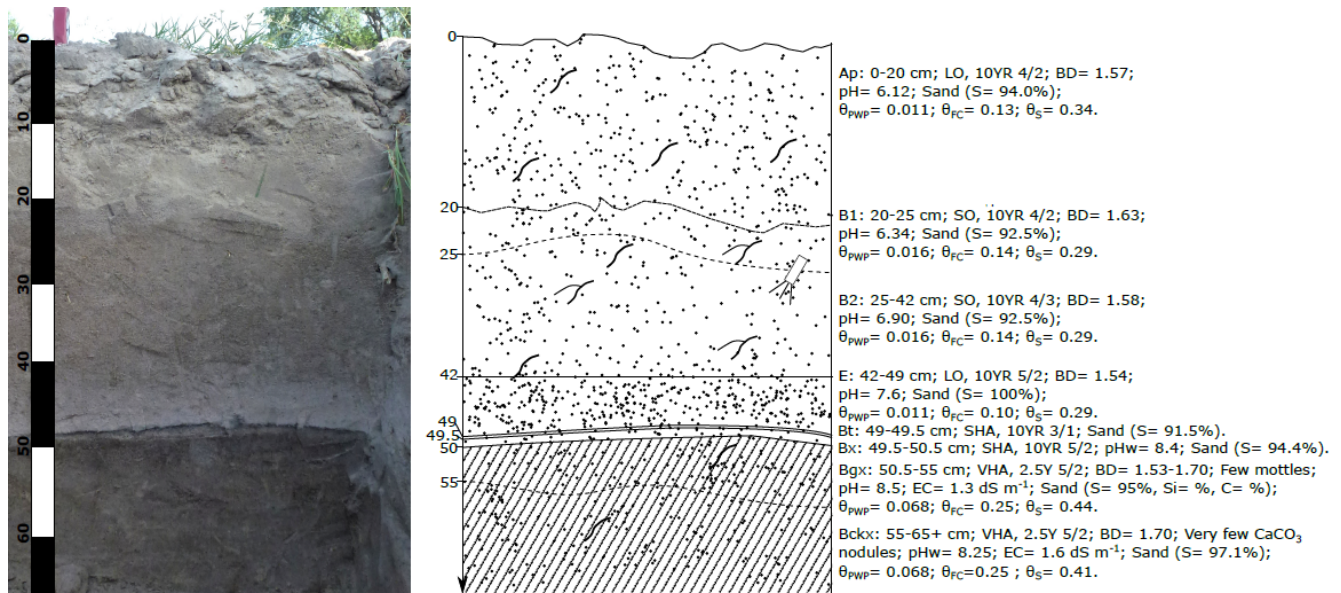 0
10
20
30
40
50
60
0
20
25
42
49
49.5
50
55
Ap: 0-20 cm; LO, 10YR 4/2; BD= 1.57;
pH= 6.12; Sand (S= 94.0%);
θPWP= 0.011; θFC= 0.13; θS= 0.34.
B1: 20-25 cm; SO, 10YR 4/2; BD= 1.63;
pH= 6.34; Sand (S= 92.5%);
θPWP= 0.016; θFC= 0.14; θS= 0.29.
B2: 25-42 cm; SO, 10YR 4/3; BD= 1.58;
pH= 6.90; Sand (S= 92.5%);
θPWP= 0.016; θFC= 0.14; θS= 0.29.
E: 42-49 cm; LO, 10YR 5/2; BD= 1.54;
pH= 7.6; Sand (S= 100%);
θPWP= 0.011; θFC= 0.10; θS= 0.29.
Bt: 49-49.5 cm; SHA, 10YR 3/1; Sand (S= 91.5%).
Bx: 49.5-50.5 cm; SHA, 10YR 5/2; pHw= 8.4; Sand (S= 94.4%).
Bgx: 50.5-55 cm; VHA, 2.5Y 5/2; BD= 1.53-1.70; Few mottles;
pH= 8.5; EC= 1.3 dS m⁻¹; Sand (S= 95%, Si= %, C= %);
θPWP= 0.068; θFC= 0.25; θS= 0.44.
Bckx: 55-65+ cm; VHA, 2.5Y 5/2; BD= 1.70; Very few CaCO₃
nodules; pHw= 8.25; EC= 1.6 dS m⁻¹; Sand (S= 97.1%);
θPWP= 0.068; θFC=0.25 ; θS= 0.41.